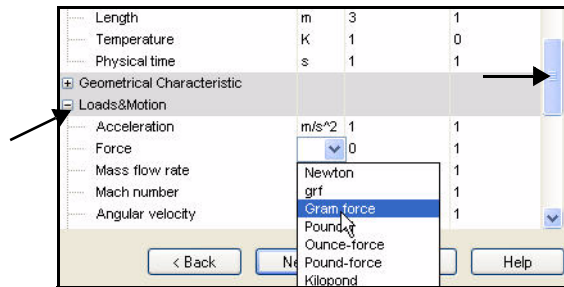 Length m 3 1
Temperature K 1 0
Physical time s 1 1
Geometrical Characteristic
Loads&Motion
Acceleration m/s^2 1 1
Force 0 1
Mass flow rate 1
Mach number 1
Angular velocity 1
Newton
grf
Gram force
Ounce-force
Pound-force
Kilopond
< Back
Help